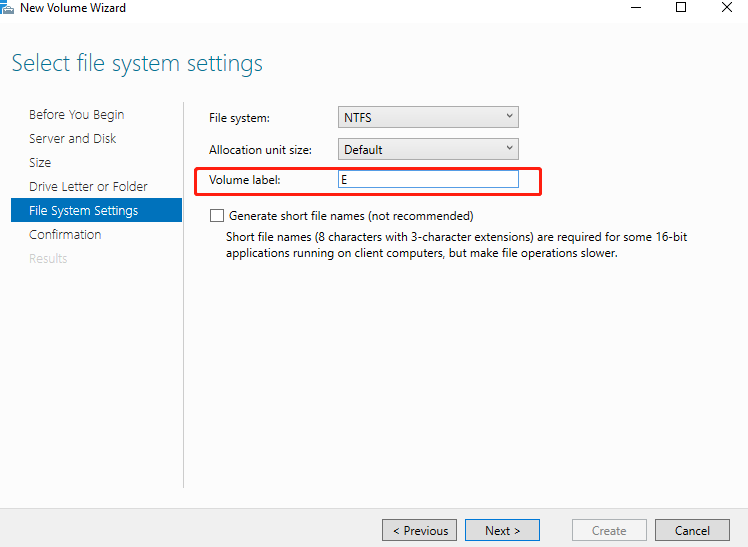 New Volume Wizard
Select file system settings
Before You Begin
Server and Disk
Size
Drive Letter or Folder
File System Settings
Confirmation
Results
File system: NTFS
Allocation unit size: Default
Volume label: E
Generate short file names (not recommended)
Short file names (8 characters with 3-character extensions) are required for some 16-bit
applications running on client computers, but make file operations slower.
< Previous Next > Create Cancel